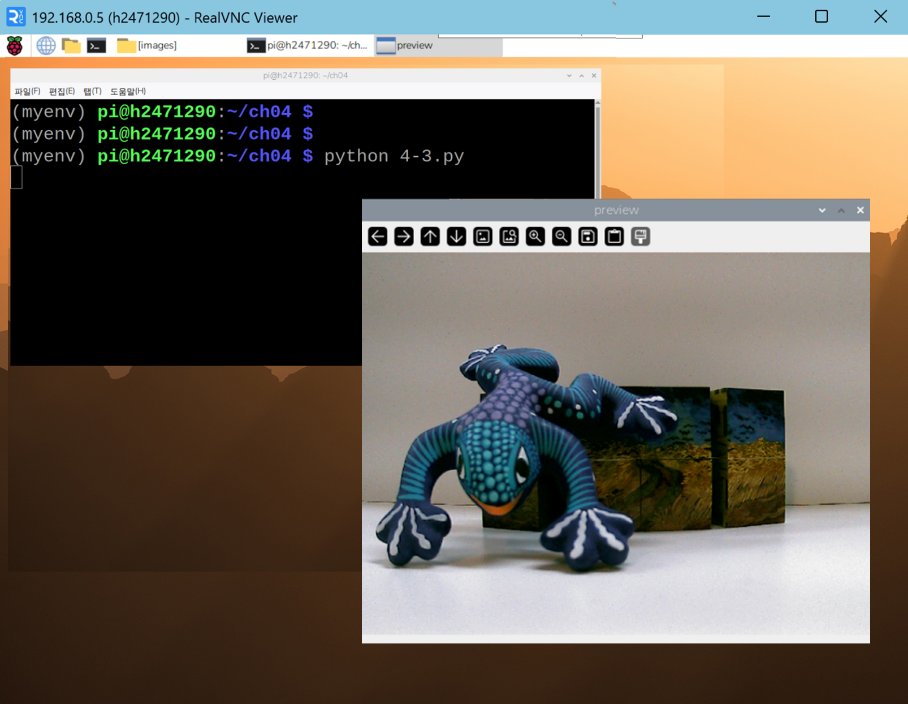 192.168.0.5 (h2471290) - RealVNC Viewer
[images] pi@h2471290: ~/ch... preview
pi@h2471290: ~/ch04
파일(F) 편집(E) 탭(T) 도움말(H)
(myenv) pi@h2471290:~/ch04 $
(myenv) pi@h2471290:~/ch04 $
(myenv) pi@h2471290:~/ch04 $ python 4-3.py
preview